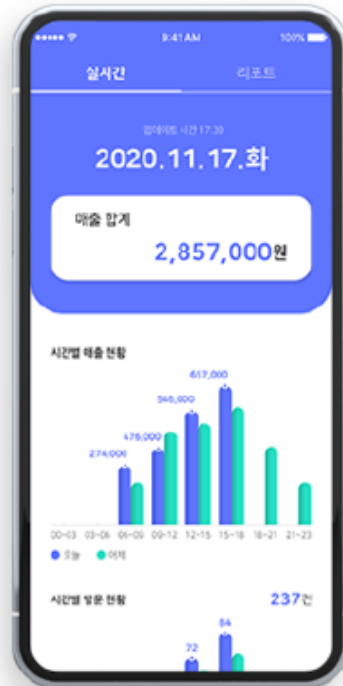 9:41 AM 100%
실시간 리포트
업데이트 시간 17:30
2020.11.17.화
매출 합계
2,857,000원
시간별 매출 현황
617,000
546,000
476,000
274,000
00-03 03-06 06-09 09-12 12-15 15-18 18-21 21-23
오늘 어제
시간별 방문 현황 237건
84
72